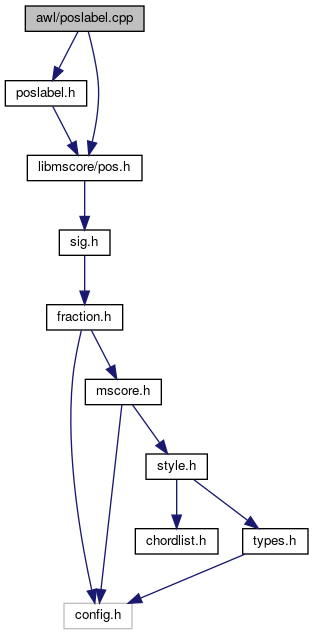 awl/poslabel.cpp
poslabel.h
libmscore/pos.h
sig.h
fraction.h
mscore.h
style.h
chordlist.h
types.h
config.h